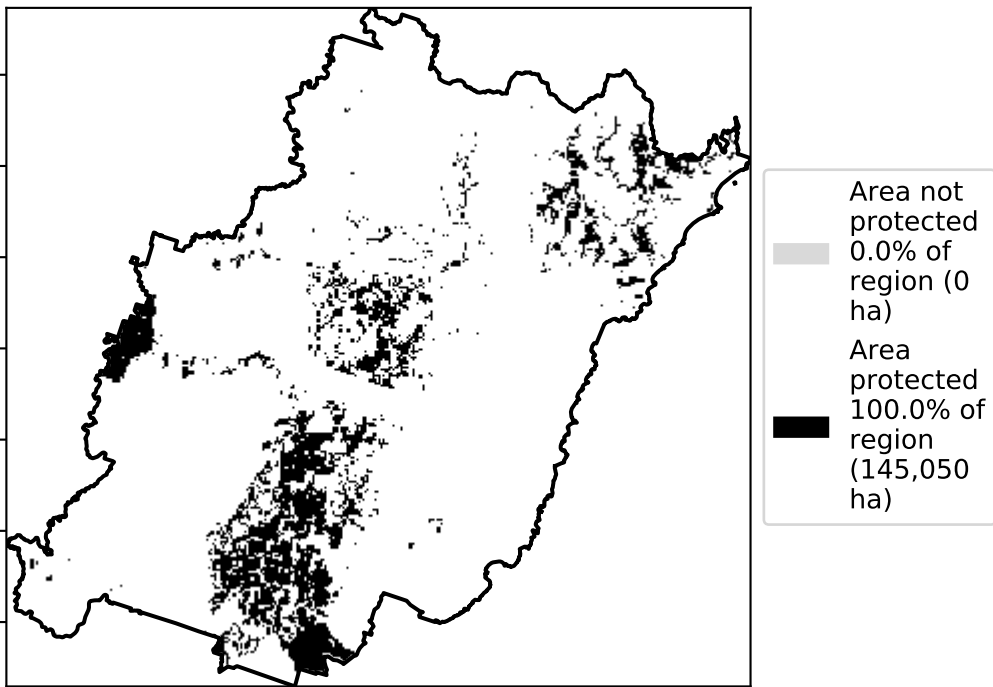 Area not
protected
0.0% of
region (0
ha)
Area
protected
100.0% of
region
(145,050
ha)